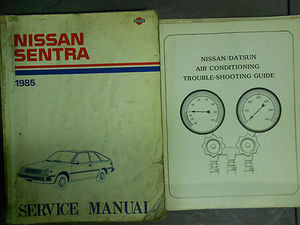 NISSAN
SENTRA
1985
SERVICE MANUAL
NISSAN/DATSUN
AIR CONDITIONING
TROUBLE-SHOOTING GUIDE